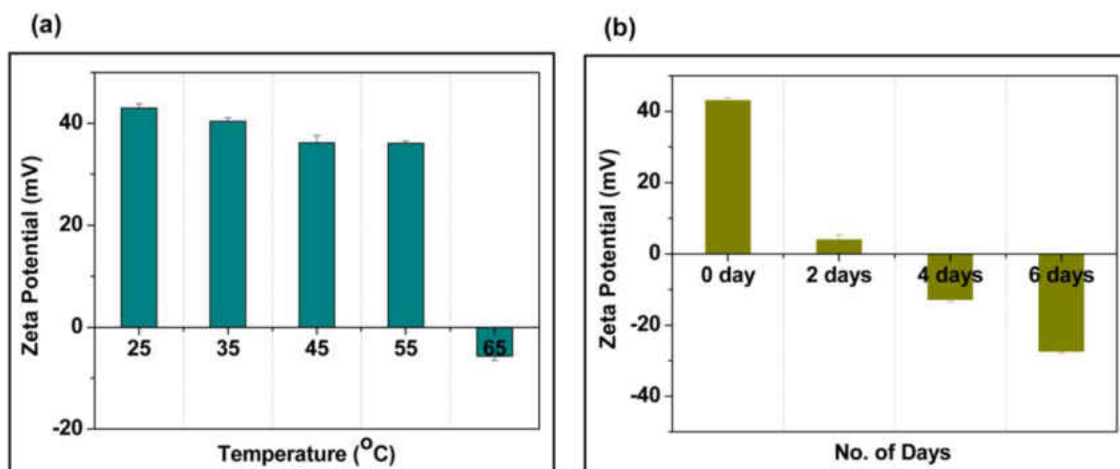 (a)
Zeta Potential (mV)
40
20
0
-20
25 35 45 55 65
Temperature (°C)
(b)
Zeta Potential (mV)
40
20
0
-20
-40
0 day 2 days 4 days 6 days
No. of Days